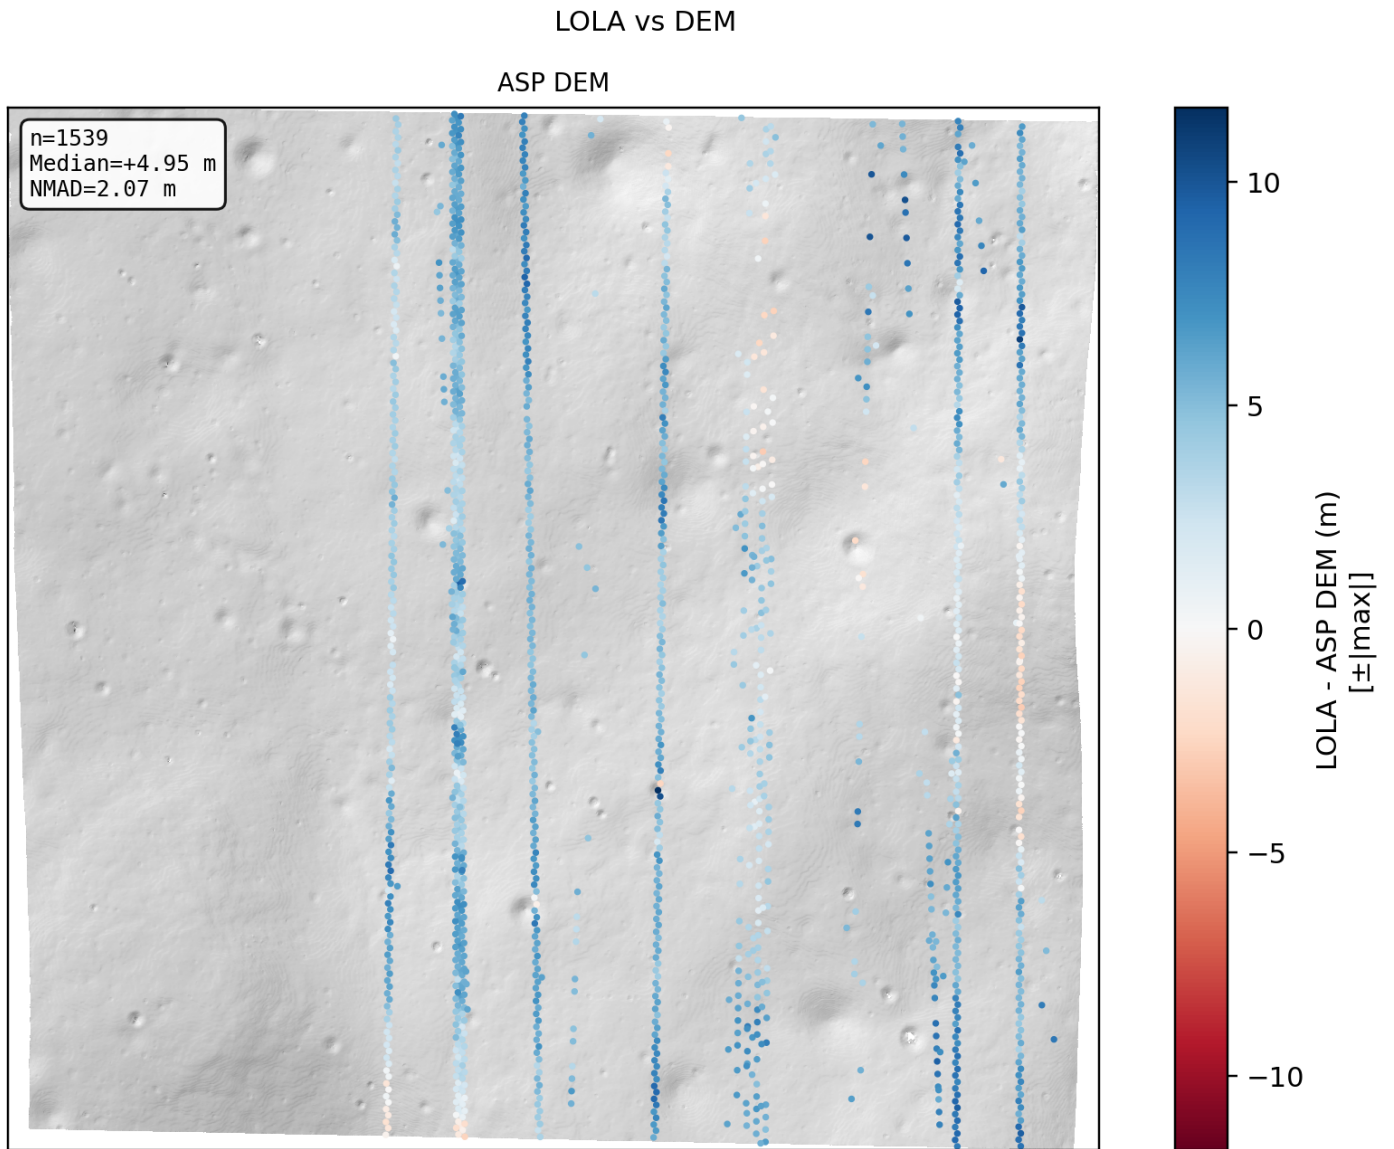 LOLA vs DEM
ASP DEM
n=1539
Median=+4.95 m
NMAD=2.07 m
10
5
0
−5
−10
LOLA - ASP DEM (m)
[±|max|]